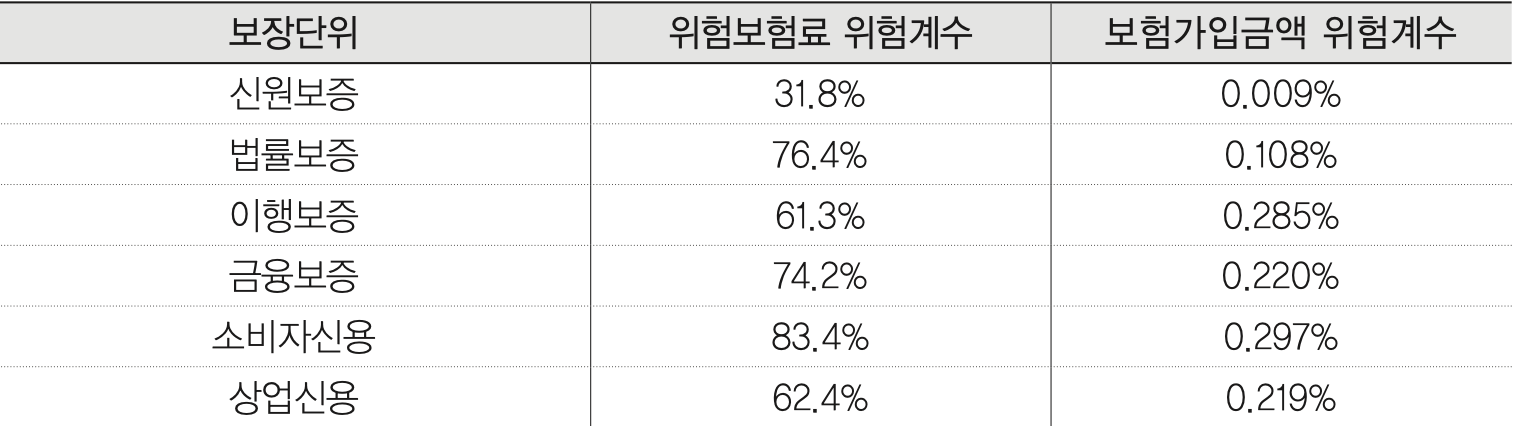 보장단위 위험보험료 위험계수 보험가입금액 위험계수
신원보증 31.8% 0.009%
법률보증 76.4% 0.108%
이행보증 61.3% 0.285%
금융보증 74.2% 0.220%
소비자신용 83.4% 0.297%
상업신용 62.4% 0.219%